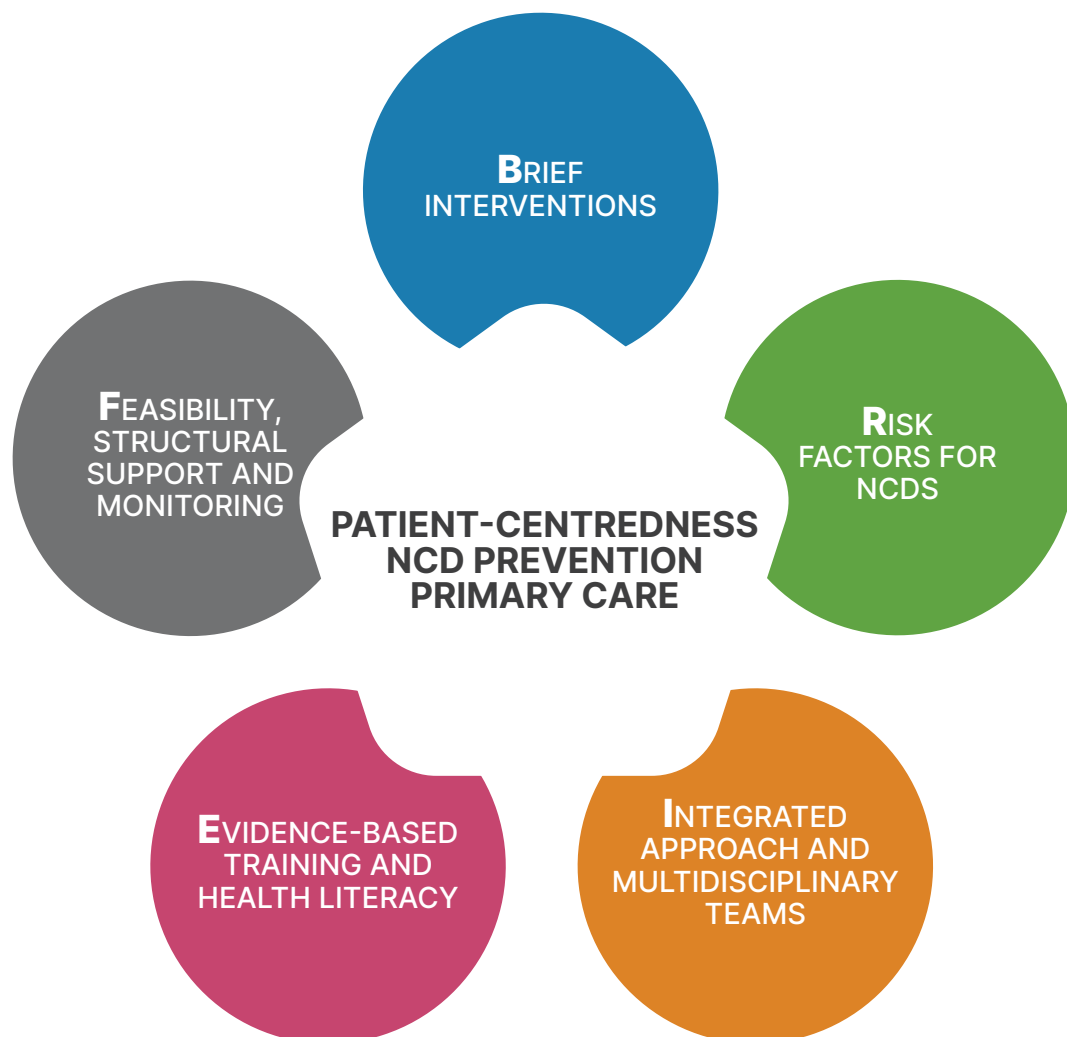 BRIEF
INTERVENTIONS
RISK
FACTORS FOR
NCDS
INTEGRATED
APPROACH AND
MULTIDISCIPLINARY
TEAMS
EVIDENCE-BASED
TRAINING AND
HEALTH LITERACY
FEASIBILITY,
STRUCTURAL
SUPPORT AND
MONITORING
PATIENT-CENTREDNESS
NCD PREVENTION
PRIMARY CARE